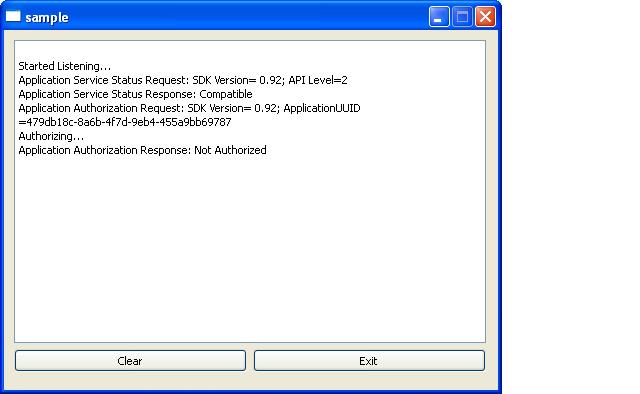 sample
Started Listening...
Application Service Status Request: SDK Version= 0.92; API Level=2
Application Service Status Response: Compatible
Application Authorization Request: SDK Version= 0.92; ApplicationUUID
=479db18c-8a6b-4f7d-9eb4-455a9bb69787
Authorizing...
Application Authorization Response: Not Authorized
Clear
Exit